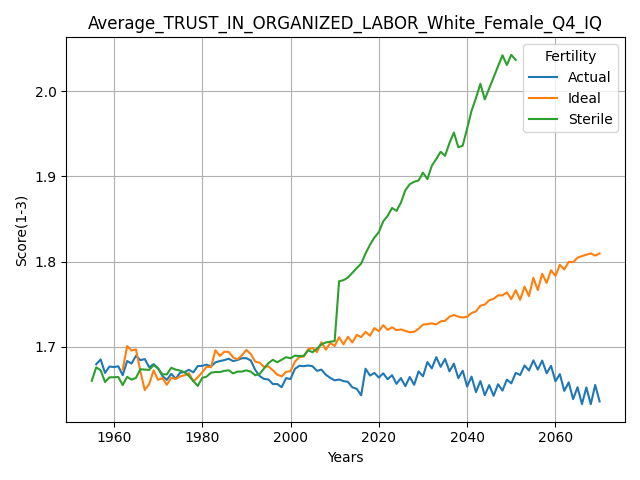 Average_TRUST_IN_ORGANIZED_LABOR_White_Female_Q4_IQ
Fertility
Actual
Ideal
Sterile
Score(1-3)
2.0
1.9
1.8
1.7
1960
1980
2000
2020
2040
2060
Years